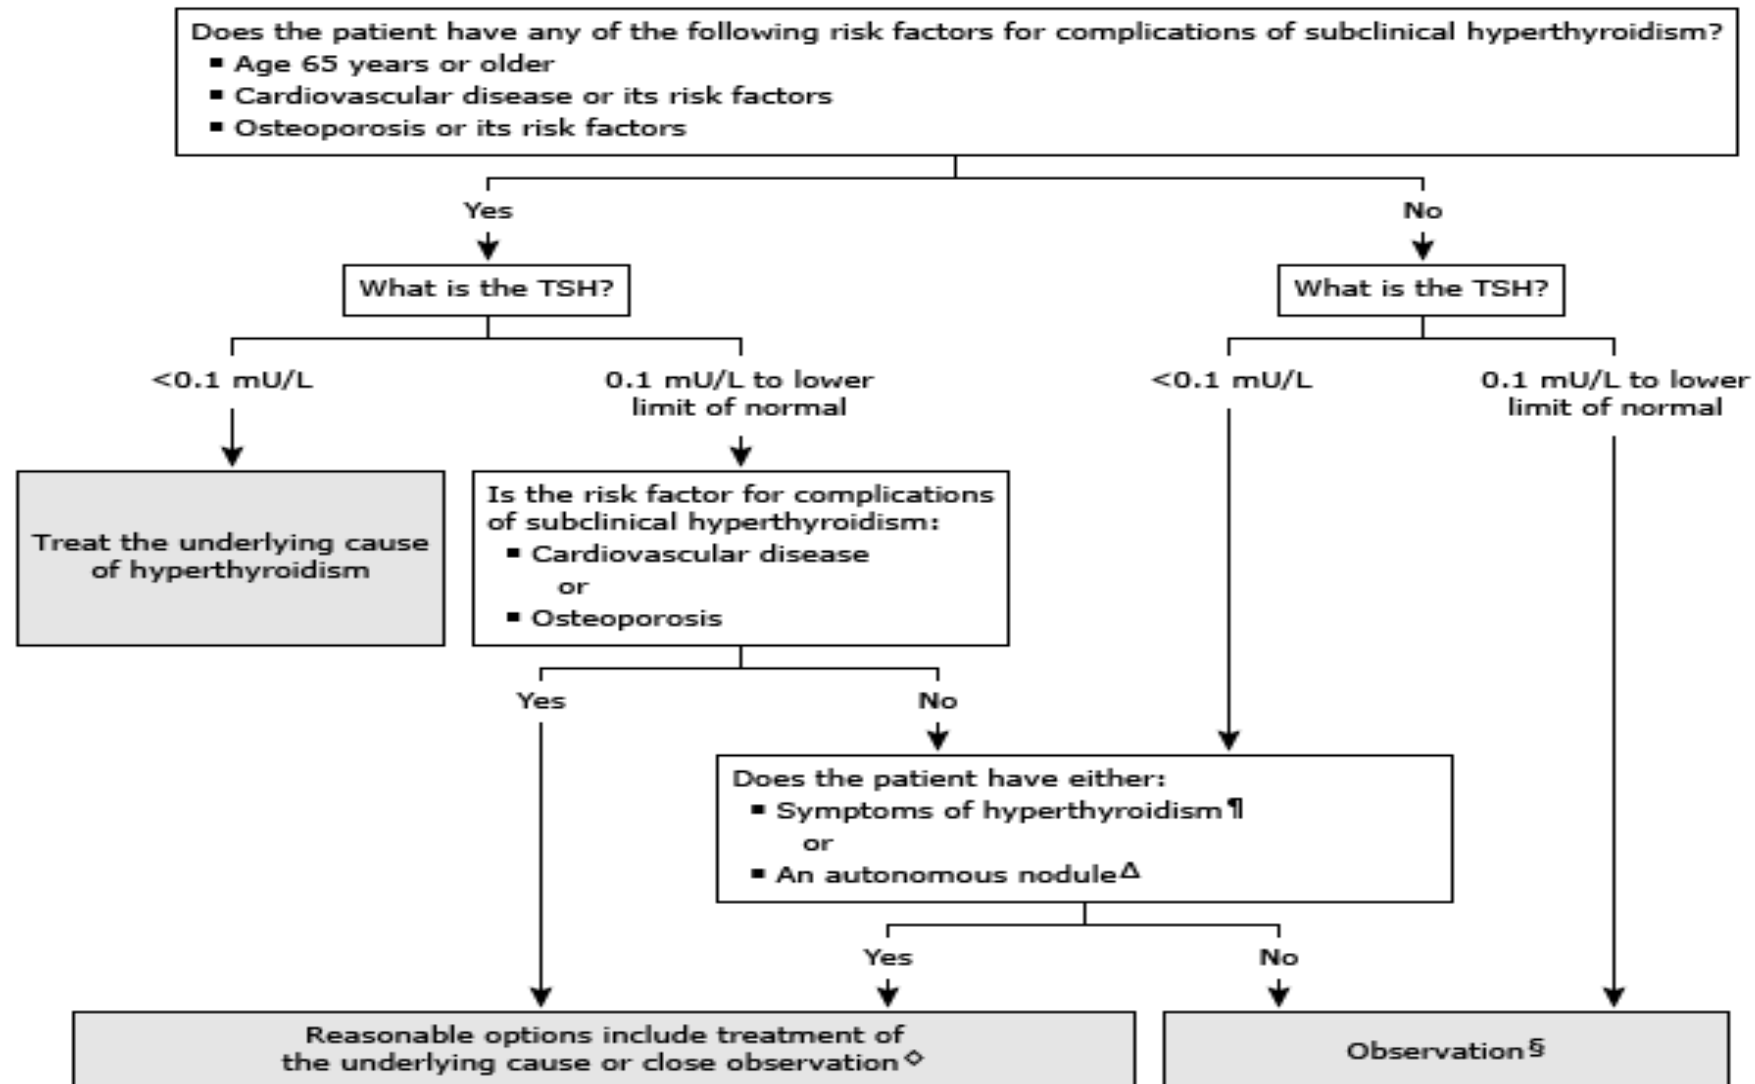 Does the patient have any of the following risk factors for complications of subclinical hyperthyroidism?
▪ Age 65 years or older
▪ Cardiovascular disease or its risk factors
▪ Osteoporosis or its risk factors
Yes
No
What is the TSH?
What is the TSH?
<0.1 mU/L
0.1 mU/L to lower
limit of normal
<0.1 mU/L
0.1 mU/L to lower
limit of normal
Treat the underlying cause
of hyperthyroidism
Is the risk factor for complications
of subclinical hyperthyroidism:
▪ Cardiovascular disease
or
▪ Osteoporosis
Yes
No
Does the patient have either:
▪ Symptoms of hyperthyroidism¶
or
▪ An autonomous noduleΔ
Yes
No
Reasonable options include treatment of
the underlying cause or close observation◇
Observation§